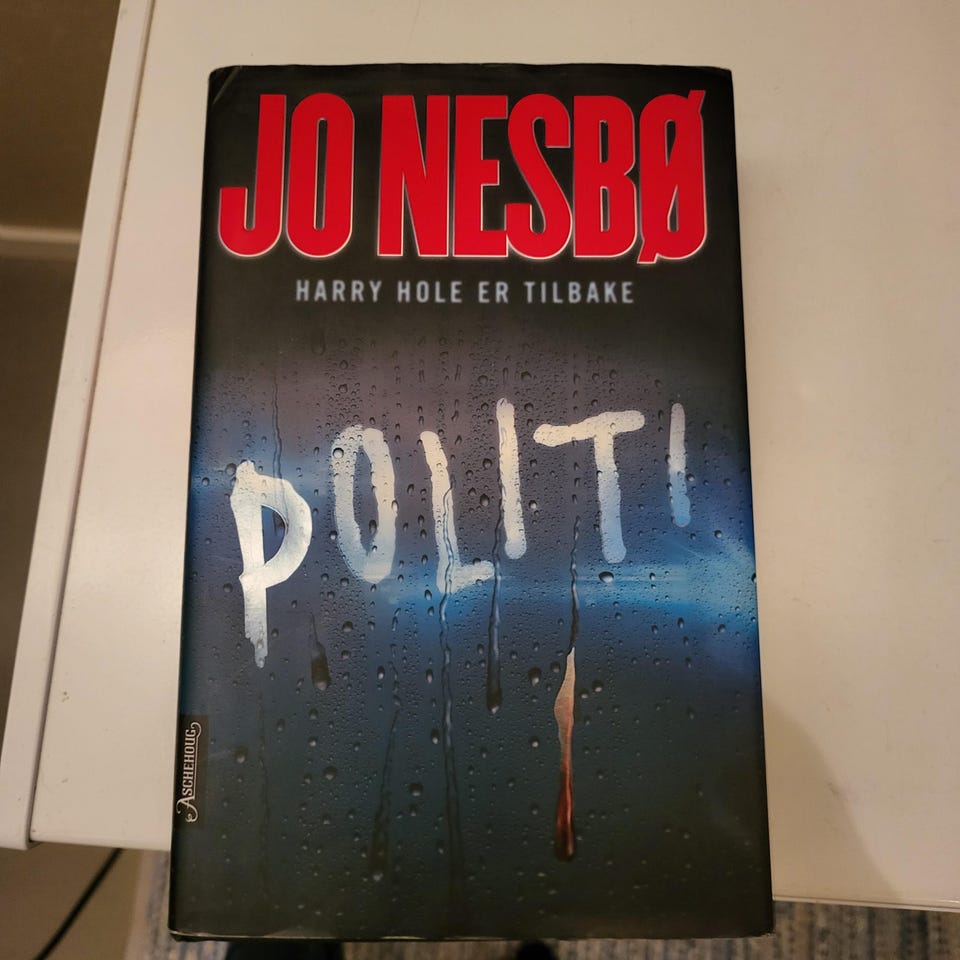 JO NESBØ
HARRY HOLE ER TILBAKE
POLITI
ASCHEHOUG